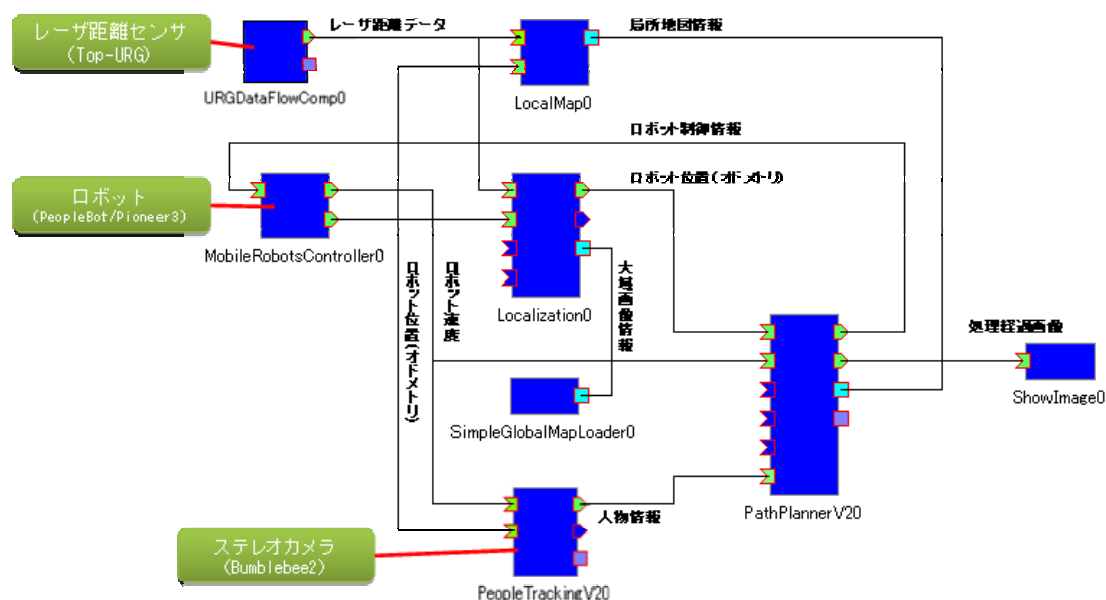 レーザ距離センサ
(Top-URG)
レーザ距離データ
局所地図情報
URGDataFlowComp0
LocalMap0
ロボット制御情報
ロボット
(PeopleBot/Pioneer3)
ロボット位置(オドメトリ)
MobileRobotsController0
Localization0
ロボット位置(オドメトリ)
ロボット速度
大域画像情報
処理経過画像
ShowImage0
SimpleGlobalMapLoader0
人物情報
PathPlannerV20
ステレオカメラ
(Bumblebee2)
PeopleTrackingV20